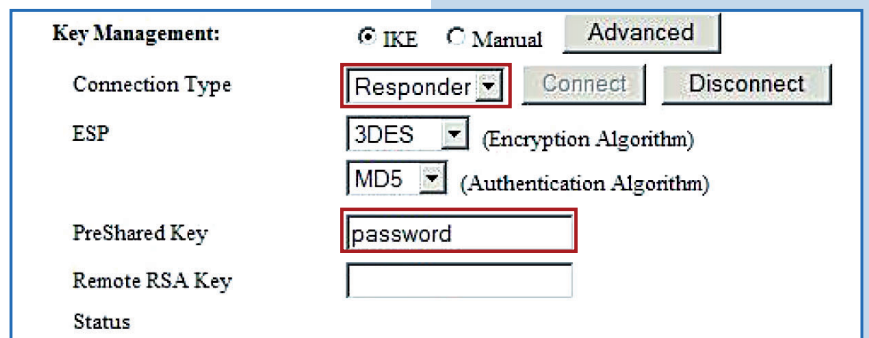 Key Management: IKE Manual Advanced
Connection Type Responder Connect Disconnect
ESP 3DES (Encryption Algorithm)
MD5 (Authentication Algorithm)
PreShared Key password
Remote RSA Key
Status